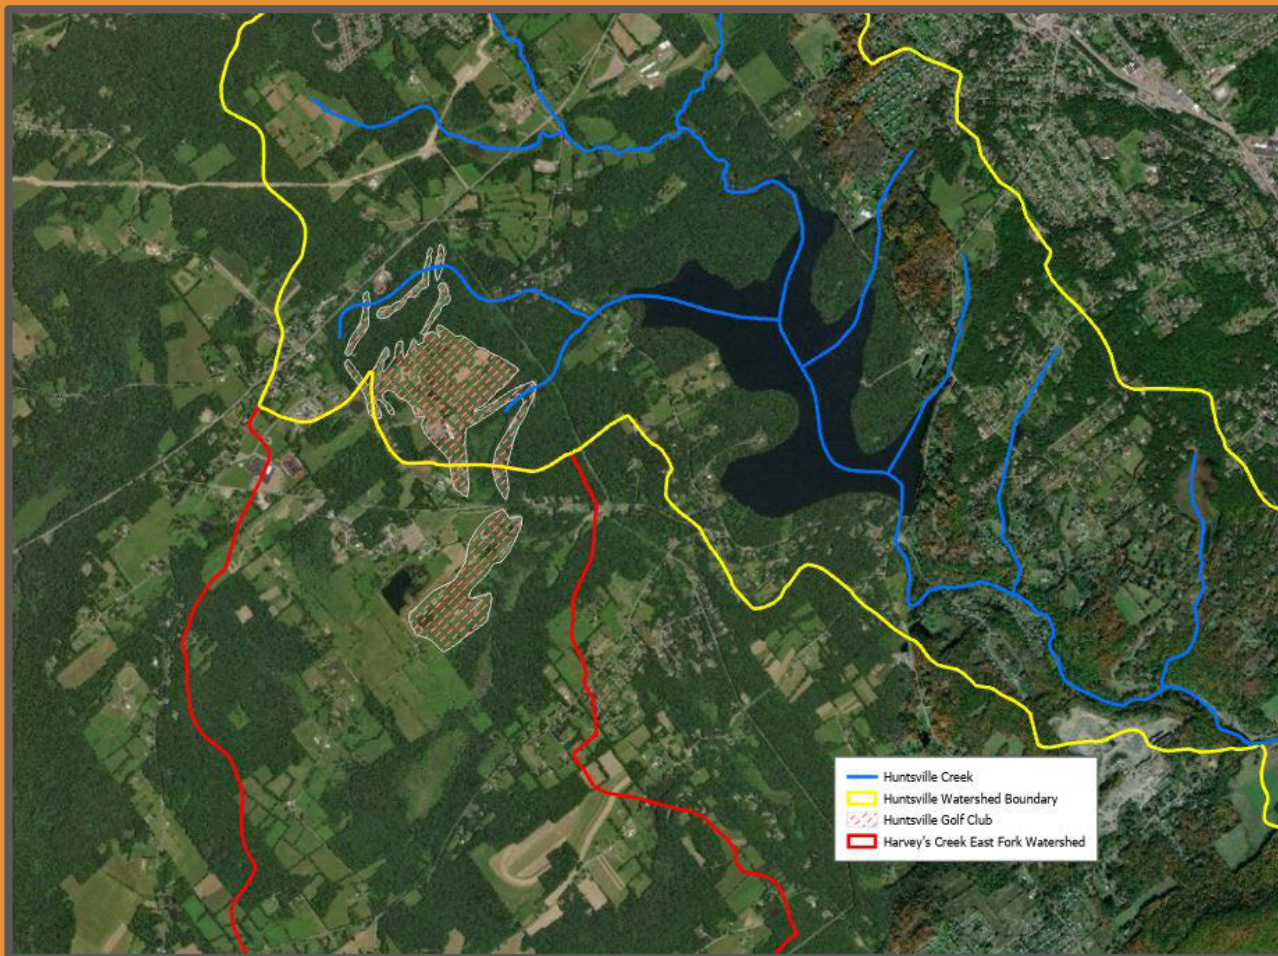 Huntsville Creek
Huntsville Watershed Boundary
Huntsville Golf Club
Harvey's Creek East Fork Watershed